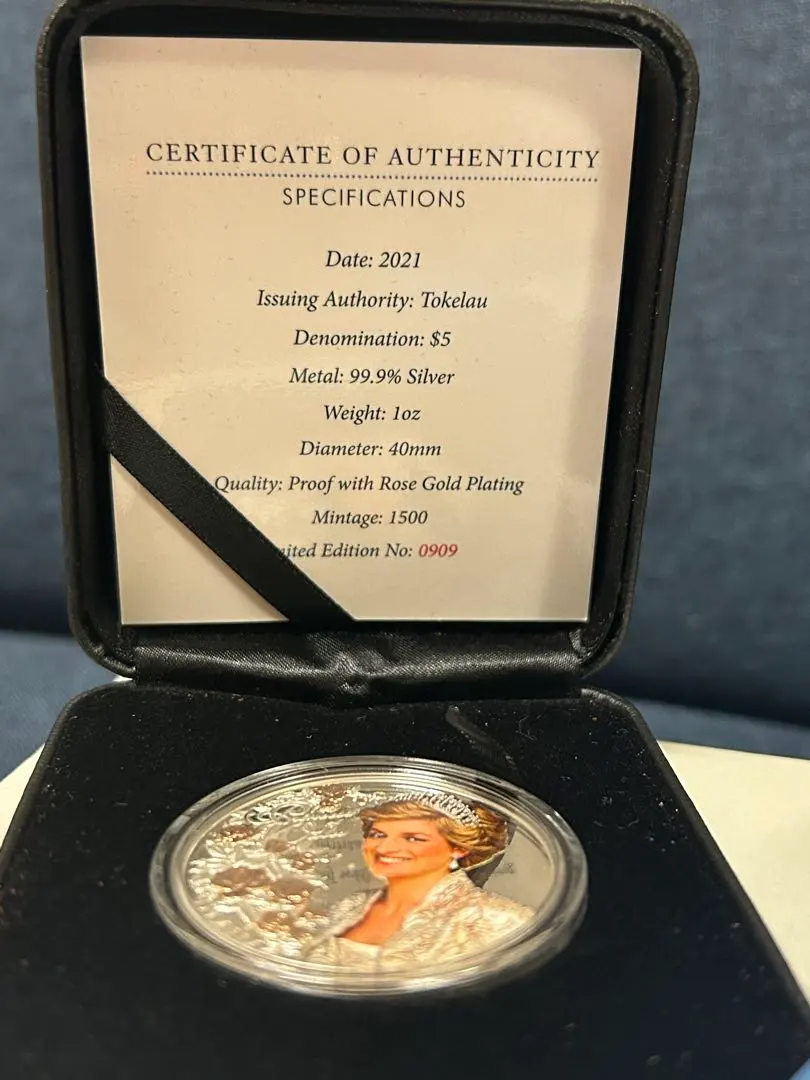 CERTIFICATE OF AUTHENTICITY
SPECIFICATIONS
Date: 2021
Issuing Authority: Tokelau
Denomination: $5
Metal: 99.9% Silver
Weight: 1oz
Diameter: 40mm
Quality: Proof with Rose Gold Plating
Mintage: 1500
Edition No: 0909